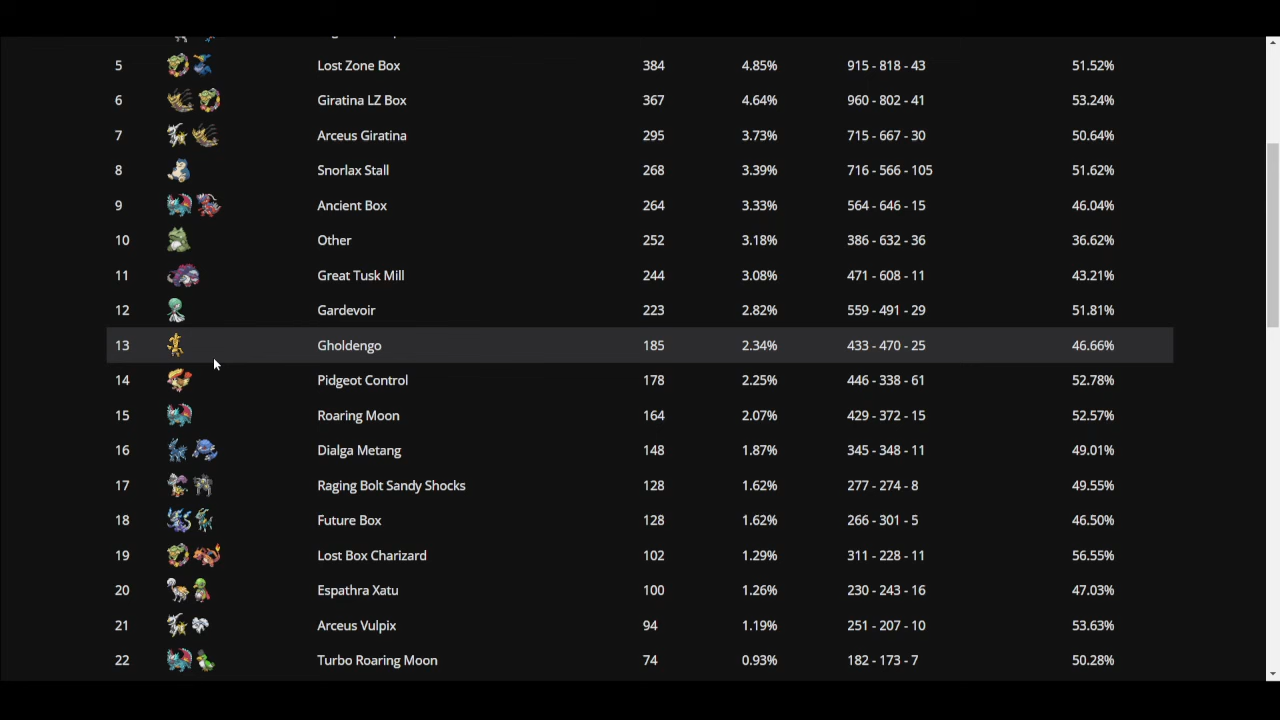 5 Lost Zone Box 384 4.85% 915 - 818 - 43 51.52%
6 Giratina LZ Box 367 4.64% 960 - 802 - 41 53.24%
7 Arceus Giratina 295 3.73% 715 - 667 - 30 50.64%
8 Snorlax Stall 268 3.39% 716 - 566 - 105 51.62%
9 Ancient Box 264 3.33% 564 - 646 - 15 46.04%
10 Other 252 3.18% 386 - 632 - 36 36.62%
11 Great Tusk Mill 244 3.08% 471 - 608 - 11 43.21%
12 Gardevoir 223 2.82% 559 - 491 - 29 51.81%
13 Gholdengo 185 2.34% 433 - 470 - 25 46.66%
14 Pidgeot Control 178 2.25% 446 - 338 - 61 52.78%
15 Roaring Moon 164 2.07% 429 - 372 - 15 52.57%
16 Dialga Metang 148 1.87% 345 - 348 - 11 49.01%
17 Raging Bolt Sandy Shocks 128 1.62% 277 - 274 - 8 49.55%
18 Future Box 128 1.62% 266 - 301 - 5 46.50%
19 Lost Box Charizard 102 1.29% 311 - 228 - 11 56.55%
20 Espathra Xatu 100 1.26% 230 - 243 - 16 47.03%
21 Arceus Vulpix 94 1.19% 251 - 207 - 10 53.63%
22 Turbo Roaring Moon 74 0.93% 182 - 173 - 7 50.28%